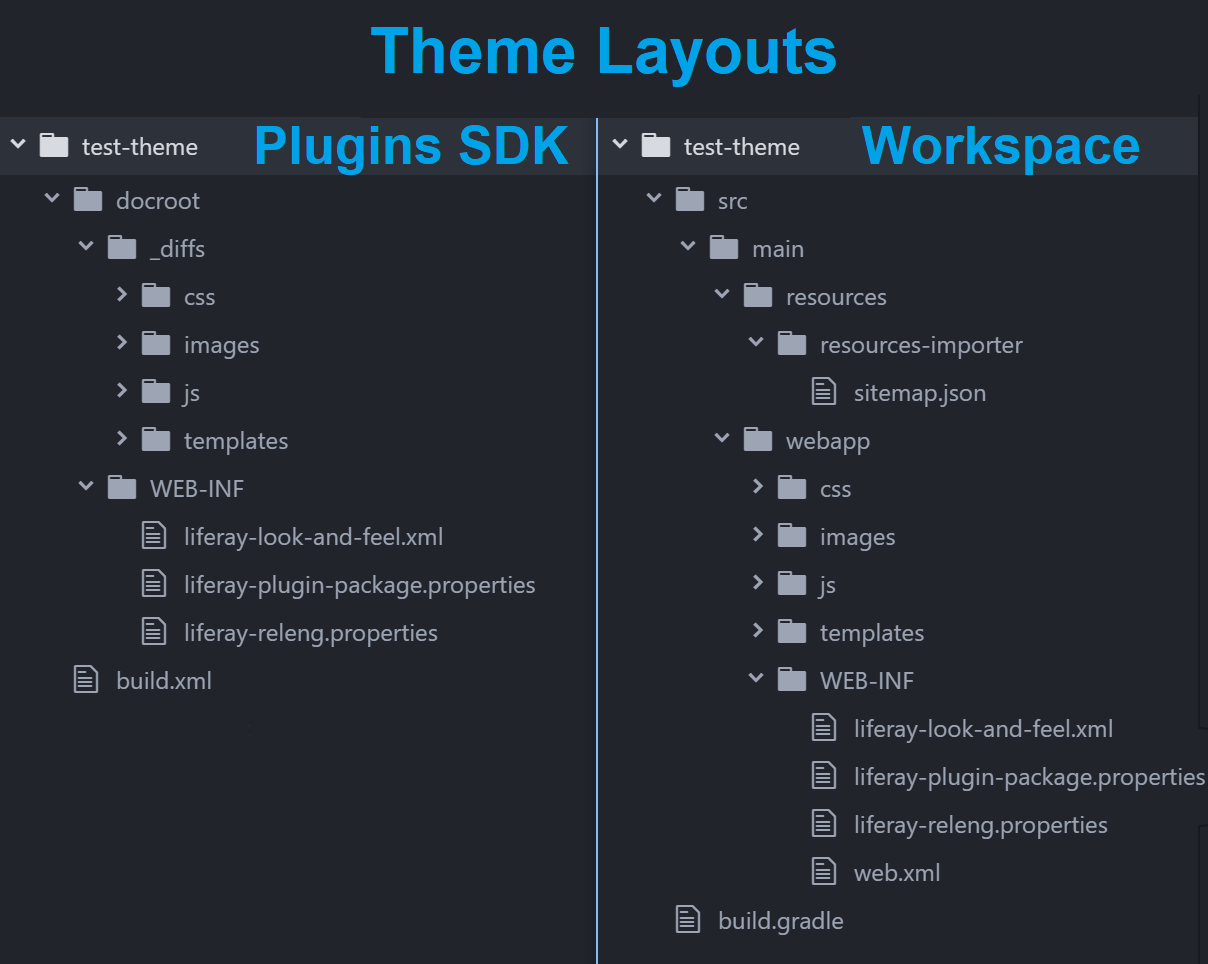 Theme Layouts
Plugins SDK
test-theme
docroot
_diffs
css
images
js
templates
WEB-INF
liferay-look-and-feel.xml
liferay-plugin-package.properties
liferay-releng.properties
build.xml
Workspace
test-theme
src
main
resources
resources-importer
sitemap.json
webapp
css
images
js
templates
WEB-INF
liferay-look-and-feel.xml
liferay-plugin-package.properties
liferay-releng.properties
web.xml
build.gradle